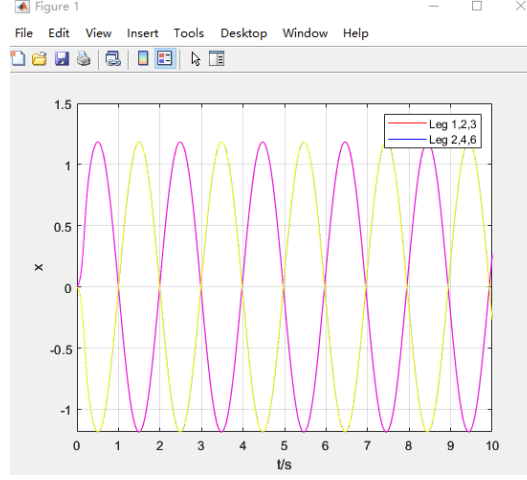 Figure 1
File Edit View Insert Tools Desktop Window Help
1.5
1
0.5
0
-0.5
-1
x
Leg 1,2,3
Leg 2,4,6
0 1 2 3 4 5 6 7 8 9 10
t/s